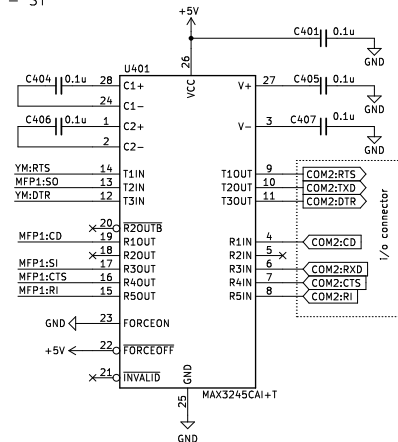 +5V
C401 0.1u
GND
U401
26
VCC
C404 0.1u 28 C1+ V+ 27 C405 0.1u
24 C1-
GND
C406 0.1u 1 C2+ V- 3 C407 0.1u
2 C2-
GND
YM:RTS 14 T1IN T1OUT 9 COM2:RTS
MFP1:SO 13 T2IN T2OUT 10 COM2:TXD
YM:DTR 12 T3IN T3OUT 11 COM2:DTR
i/o connector
20 R2OUTB
MFP1:CD 19 R1OUT R1IN 4 COM2:CD
18 R2OUT R2IN 5
MFP1:SI 17 R3OUT R3IN 6 COM2:RXD
MFP1:CTS 16 R4OUT R4IN 7 COM2:CTS
MFP1:RI 15 R5OUT R5IN 8 COM2:RI
GND 23 FORCEON
+5V 22 FORCEOFF
21 INVALID
GND
25
MAX3245CAI+T
GND